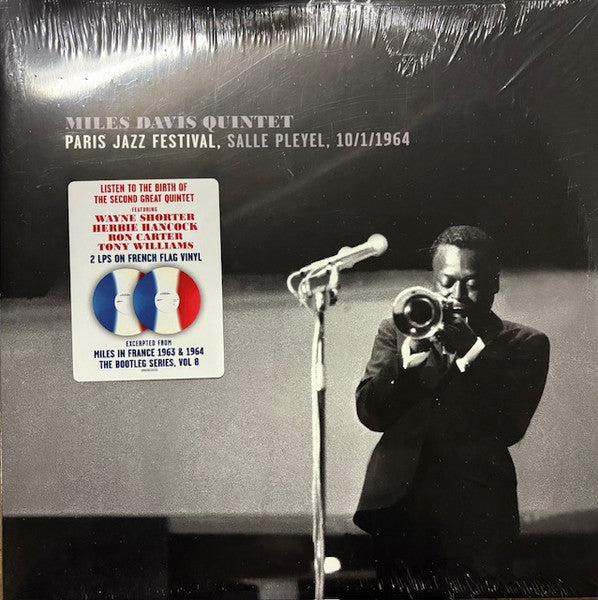 MILES DAVIS QUINTET
PARIS JAZZ FESTIVAL, SALLE PLEYEL, 10/1/1964
LISTEN TO THE BIRTH OF
THE SECOND GREAT QUINTET
FEATURING
WAYNE SHORTER
HERBIE HANCOCK
RON CARTER
TONY WILLIAMS
2 LPS ON FRENCH FLAG VINYL
EXCERPTED FROM
MILES IN FRANCE 1963 & 1964
THE BOOTLEG SERIES, VOL 8